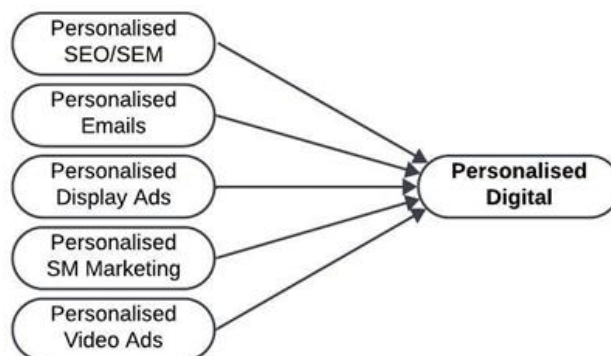 Personalised
SEO/SEM
Personalised
Emails
Personalised
Display Ads
Personalised
SM Marketing
Personalised
Video Ads
Personalised
Digital